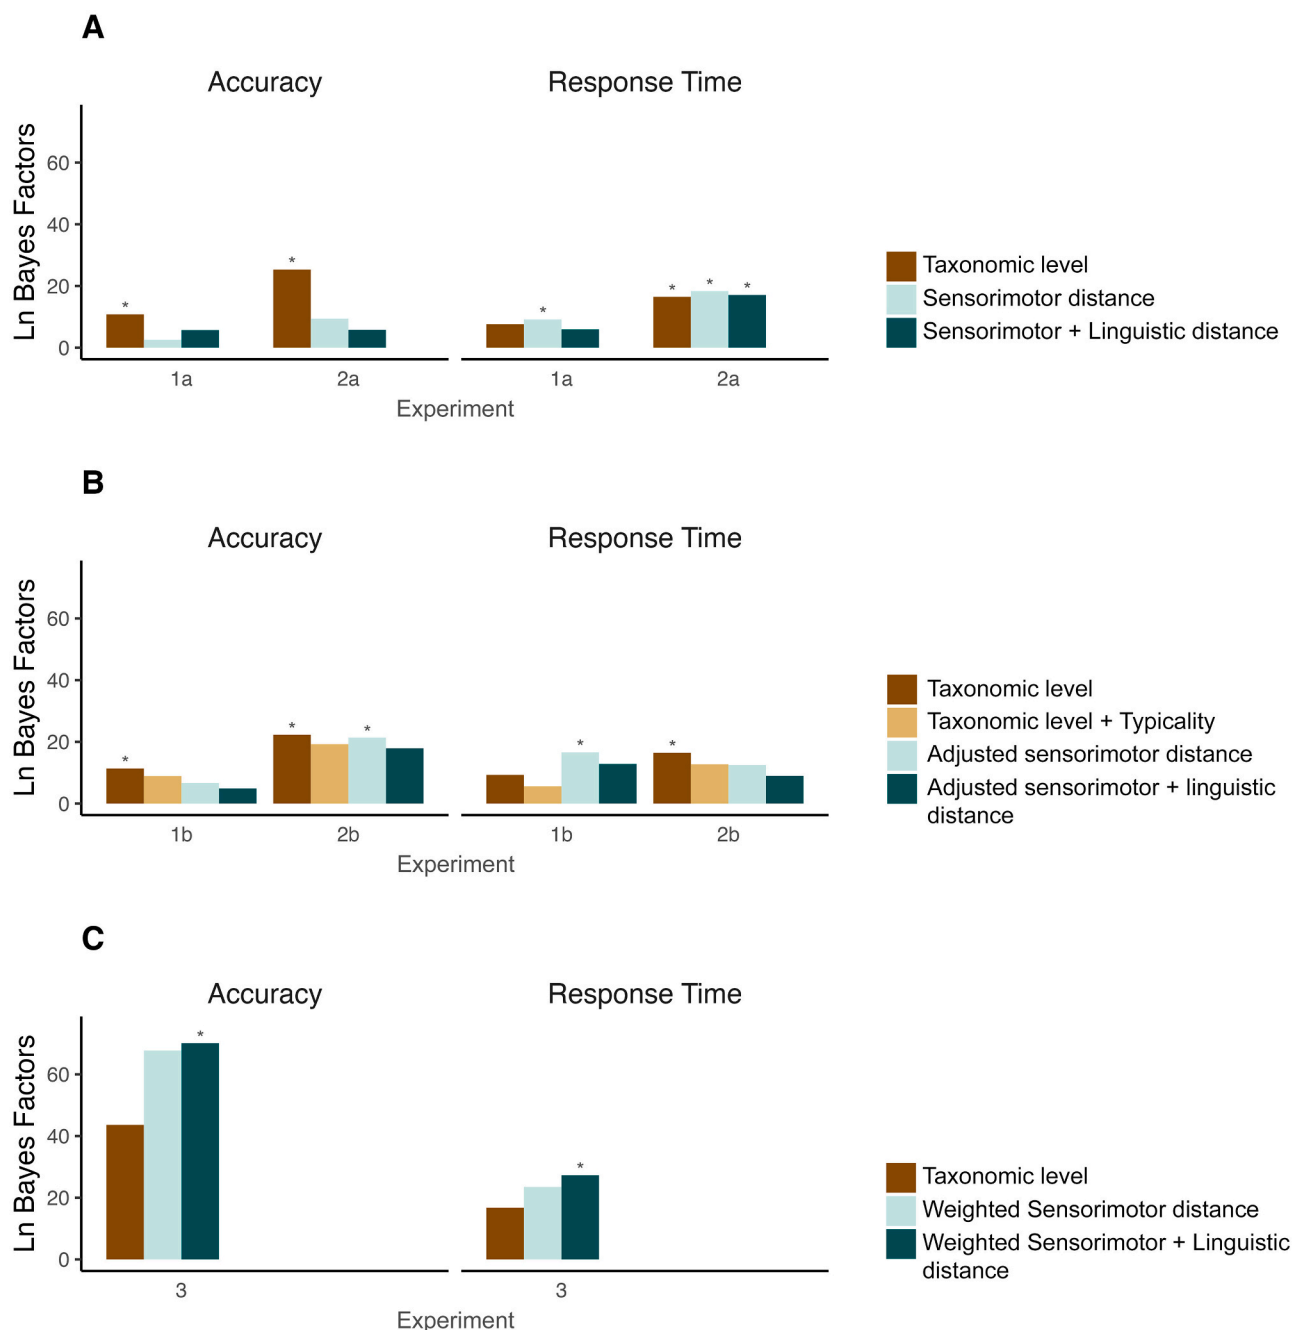 A
Accuracy
Response Time
Ln Bayes Factors
60
40
20
0
*
*
*
*
*
*
1a
2a
1a
2a
Experiment
Taxonomic level
Sensorimotor distance
Sensorimotor + Linguistic distance
B
Accuracy
Response Time
Ln Bayes Factors
60
40
20
0
*
*
*
*
*
1b
2b
1b
2b
Experiment
Taxonomic level
Taxonomic level + Typicality
Adjusted sensorimotor distance
Adjusted sensorimotor + linguistic
distance
C
Accuracy
Response Time
Ln Bayes Factors
60
40
20
0
*
*
3
3
Experiment
Taxonomic level
Weighted Sensorimotor distance
Weighted Sensorimotor + Linguistic
distance